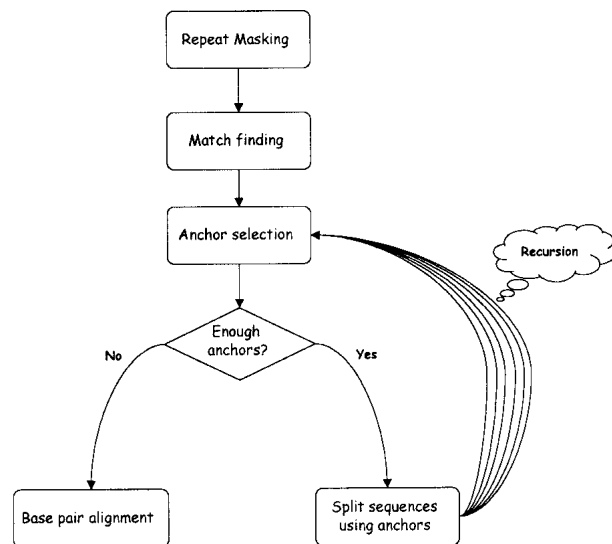 Repeat Masking
Match finding
Anchor selection
Recursion
Enough
anchors?
No
Yes
Base pair alignment
Split sequences
using anchors